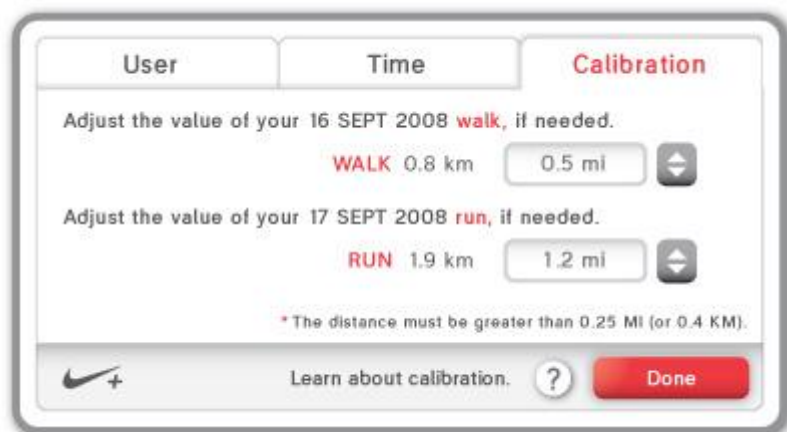 User Time Calibration
Adjust the value of your 16 SEPT 2008 walk, if needed.
WALK 0.8 km 0.5 mi
Adjust the value of your 17 SEPT 2008 run, if needed.
RUN 1.9 km 1.2 mi
* The distance must be greater than 0.25 MI (or 0.4 KM).
+ Learn about calibration. ? Done